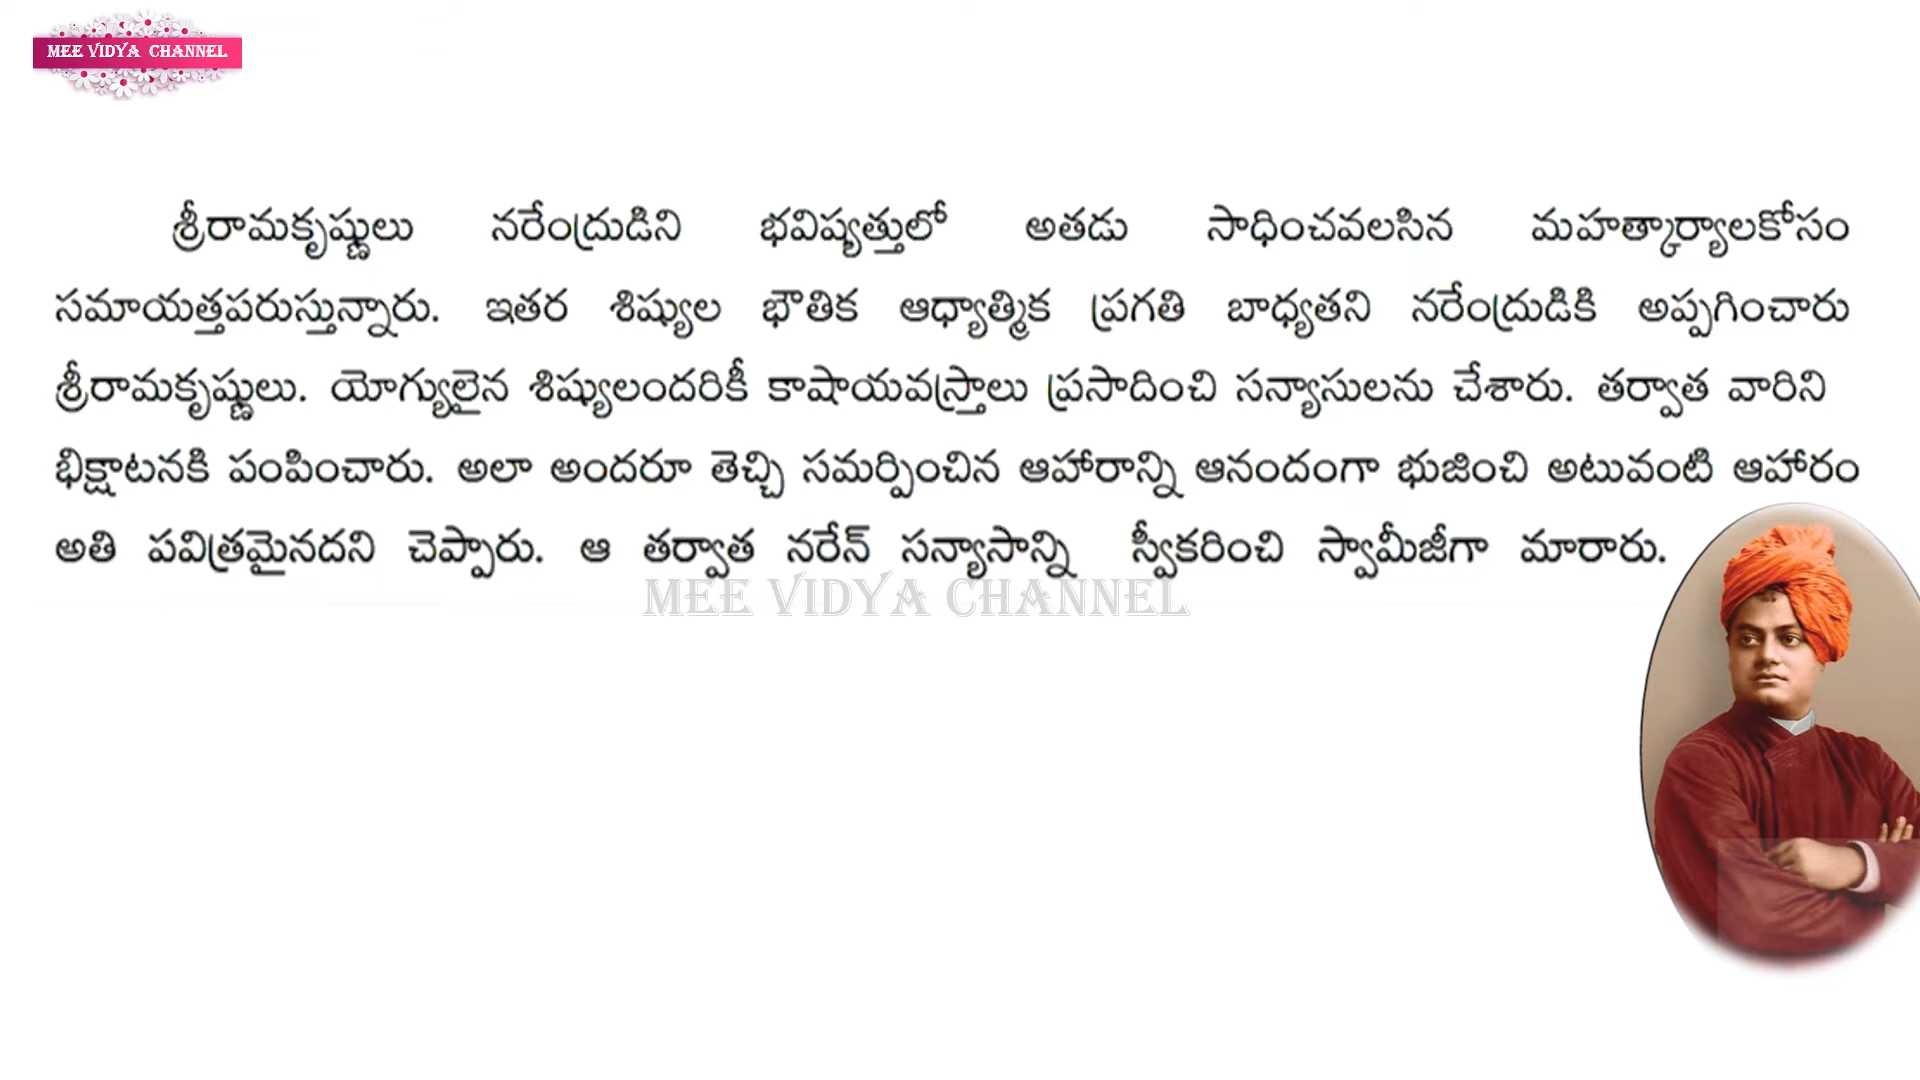 MEE VIDYA CHANNEL
శ్రీరామకృష్ణులు నరేంద్రుడిని భవిష్యత్తులో అతడు సాధించవలసిన మహత్కార్యాలకోసం
సమాయత్తపరుస్తున్నారు. ఇతర శిష్యుల భౌతిక ఆధ్యాత్మిక ప్రగతి బాధ్యతని నరేంద్రుడికి అప్పగించారు
శ్రీరామకృష్ణులు. యోగ్యులైన శిష్యులందరికీ కాషాయవస్త్రాలు ప్రసాదించి సన్యాసులను చేశారు. తర్వాత వారిని
భిక్షాటనకి పంపించారు. అలా అందరూ తెచ్చి సమర్పించిన ఆహారాన్ని ఆనందంగా భుజించి అటువంటి ఆహారం
అతి పవిత్రమైనదని చెప్పారు. ఆ తర్వాత నరేన్ సన్యాసాన్ని స్వీకరించి స్వామీజీగా మారారు.
MEE VIDYA CHANNEL